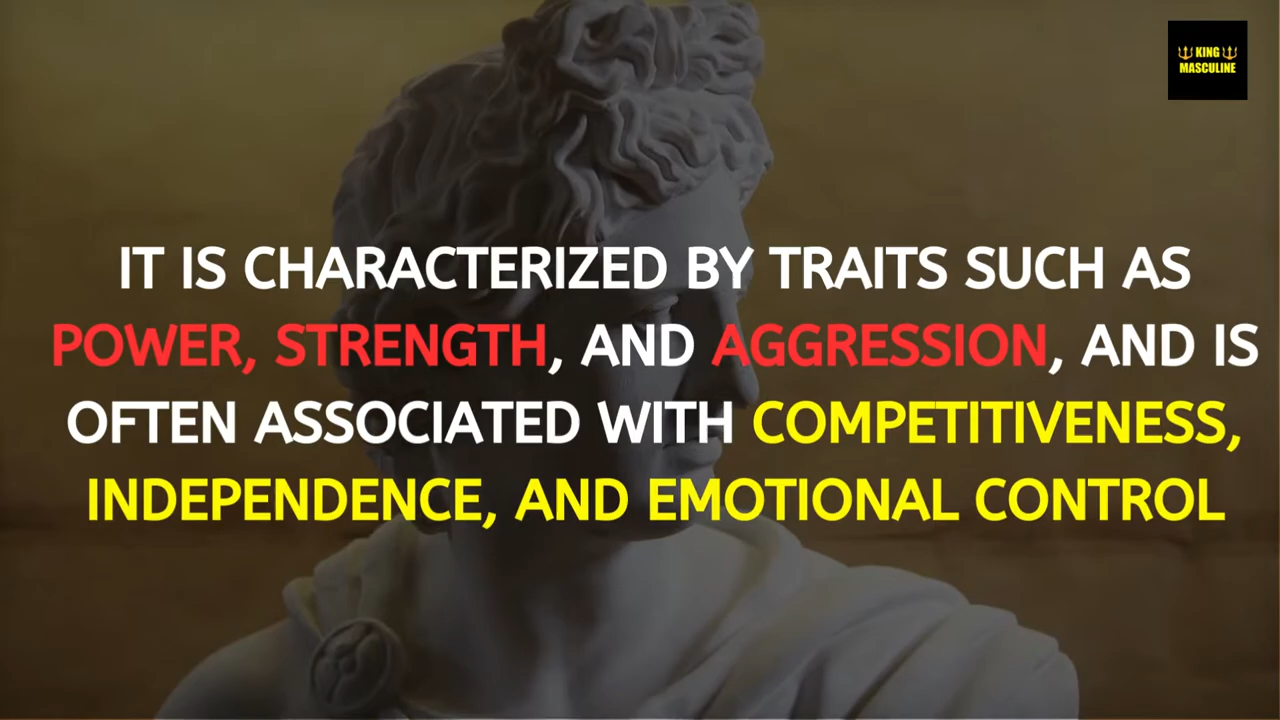 KING
MASCULINE
IT IS CHARACTERIZED BY TRAITS SUCH AS
POWER, STRENGTH, AND AGGRESSION, AND IS
OFTEN ASSOCIATED WITH COMPETITIVENESS,
INDEPENDENCE, AND EMOTIONAL CONTROL